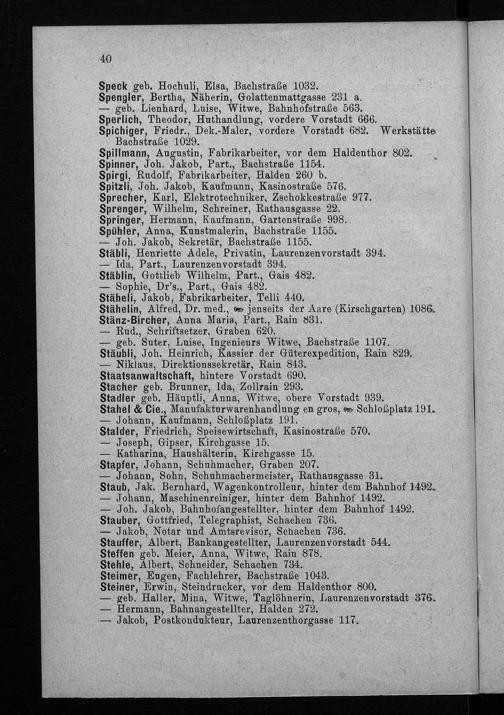 40
Speck geb. Hochuli, Elsa, Bachstraße 1032.
Spengler, Bertha, Näherin, Golattenmattgasse 231 a.
— geb. Lienhard, Luise, Witwe, Bahnhofstraße 563.
Sperlich, Theodor, Huthandlung, vordere Vorstadt 666.
Spichiger, Friedr., Dek.-Maler, vordere Vorstadt 682. Werkstätte
Bachstraße 1029.
Spillmann, Augustin, Fabrikarbeiter, vor dem Haldenthor 802.
Spinner, Joh. Jakob, Part., Bachstraße 1154.
Spirgi, Rudolf, Fabrikarbeiter, Halden 260 b.
Spitzli, Joh. Jakob, Kaufmann, Kasinostraße 576.
Sprecher, Karl, Elektrotechniker, Zschokkestraße 977.
Sprenger, Wilhelm, Schreiner, Rathausgasse 22.
Springer, Hermann, Kaufmann, Gartenstraße 998.
Spühler, Anna, Kunstmalerin, Bachstraße 1155.
— Joh. Jakob, Sekretär, Bachstraße 1155.
Stäbli, Henriette Adele, Privatin, Laurenzenvorstadt 394.
— Ida, Part., Laurenzenvorstadt 394.
Stäblin, Gottlieb Wilhelm, Part., Gais 482.
— Sophie, Dr's., Part., Gais 482.
Stäheli, Jakob, Fabrikarbeiter, Telli 440.
Stähelin, Alfred, Dr. med., jenseits der Aare (Kirschgarten) 1086.
Stänz-Bircher, Anna Maria, Part., Rain 831.
— Rud., Schriftsetzer, Graben 620.
— geb. Suter, Luise, Ingenieurs Witwe, Bachstraße 1107.
Stäubli, Joh. Heinrich, Kassier der Güterexpedition, Rain 829.
— Niklaus, Direktionssekretär, Rain 843.
Staatsanwaltschaft, hintere Vorstadt 690.
Stacher geb. Brunner, Ida, Zollrain 293.
Stadler geb. Häuptli, Anna, Witwe, obere Vorstadt 939.
Stahel & Cie., Manufakturwarenhandlung en gros, Schloßplatz 191.
— Johann, Kaufmann, Schloßplatz 191.
Stalder, Friedrich, Speisewirtschaft, Kasinostraße 570.
— Joseph, Gipser, Kirchgasse 15.
— Katharina, Haushälterin, Kirchgasse 15.
Stapfer, Johann, Schuhmacher, Graben 207.
— Johann, Sohn, Schuhmachermeister, Rathausgasse 31.
Staub, Jak. Bernhard, Wagenkontrolleur, hinter dem Bahnhof 1492.
— Johann, Maschinenreiniger, hinter dem Bahnhof 1492.
— Joh. Jakob, Bahnhofangestellter, hinter dem Bahnhof 1492.
Stauber, Gottfried, Telegraphist, Schachen 736.
— Jakob, Notar und Amtsrevisor, Schachen 736.
Stauffer, Albert, Bankangestellter, Laurenzenvorstadt 544.
Steffen geb. Meier, Anna, Witwe, Rain 878.
Stehle, Albert, Schneider, Schachen 734.
Steimer, Eugen, Fachlehrer, Bachstraße 1043.
Steiner, Erwin, Steindrucker, vor dem Haldenthor 800.
— geb. Haller, Mina, Witwe, Taglöhnerin, Laurenzenvorstadt 376.
— Hermann, Bahnangestellter, Halden 272.
— Jakob, Postkondukteur, Laurenzenthorgasse 117.